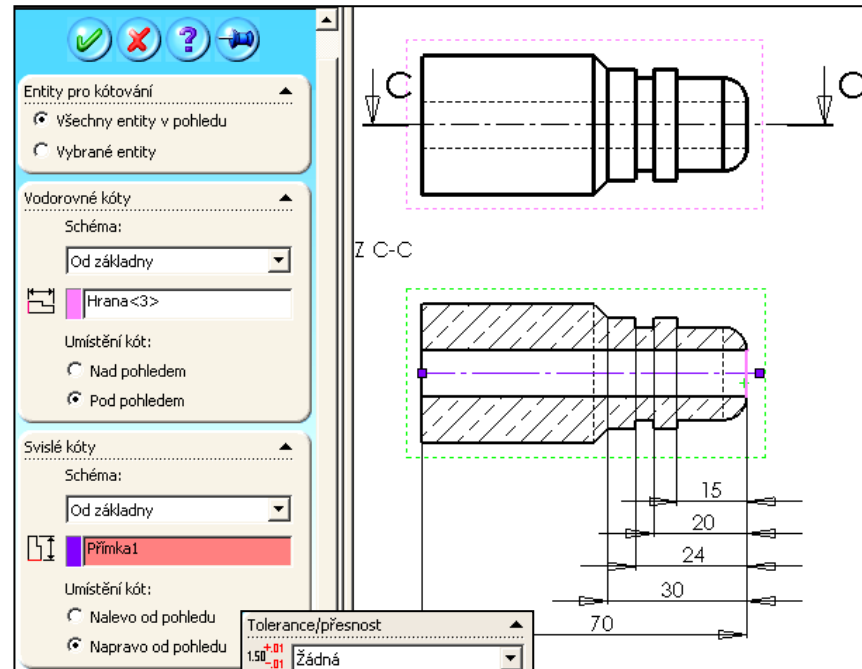 Entity pro kótování
Všechny entity v pohledu
Vybrané entity
Vodorovné kóty
Schéma:
Od základny
Hrana<3>
Umístění kót:
Nad pohledem
Pod pohledem
Svislé kóty
Schéma:
Od základny
Přímka1
Umístění kót:
Nalevo od pohledu
Napravo od pohledu
Tolerance/přesnost
1.50 +.01 -.01
Žádná
C
C
Z C-C
15
20
24
30
70